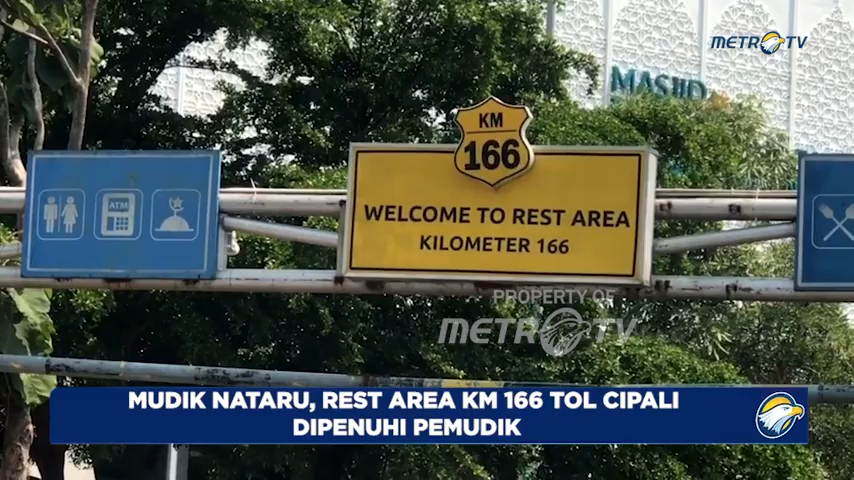 METRO TV
MASJID
KM
166
ATM
WELCOME TO REST AREA
KILOMETER 166
PROPERTY OF
METRO TV
MUDIK NATARU, REST AREA KM 166 TOL CIPALI
DIPENUHI PEMUDIK